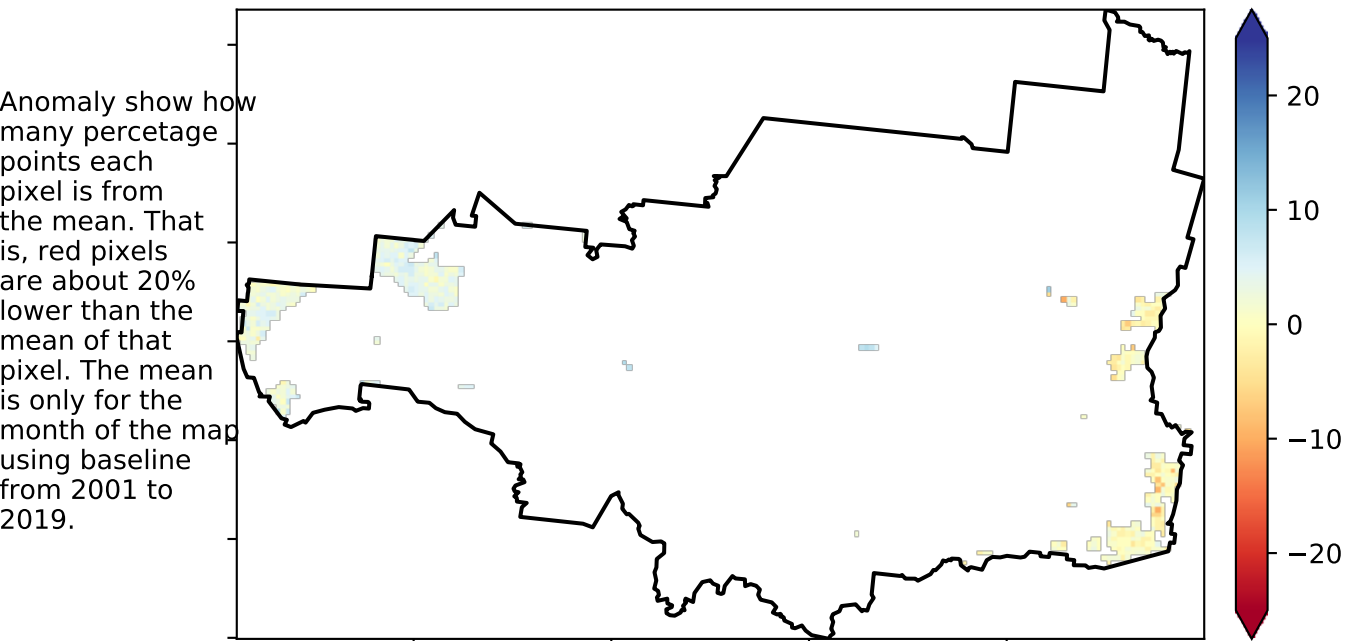 Anomaly show how
many percetage
points each
pixel is from
the mean. That
is, red pixels
are about 20%
lower than the
mean of that
pixel. The mean
is only for the
month of the map
using baseline
from 2001 to
2019.
20
10
0
−10
−20